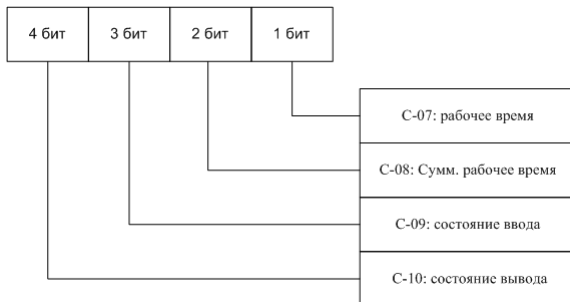 4 бит 3 бит 2 бит 1 бит
С-07: рабочее время
С-08: Сумм. рабочее время
С-09: состояние ввода
С-10: состояние вывода